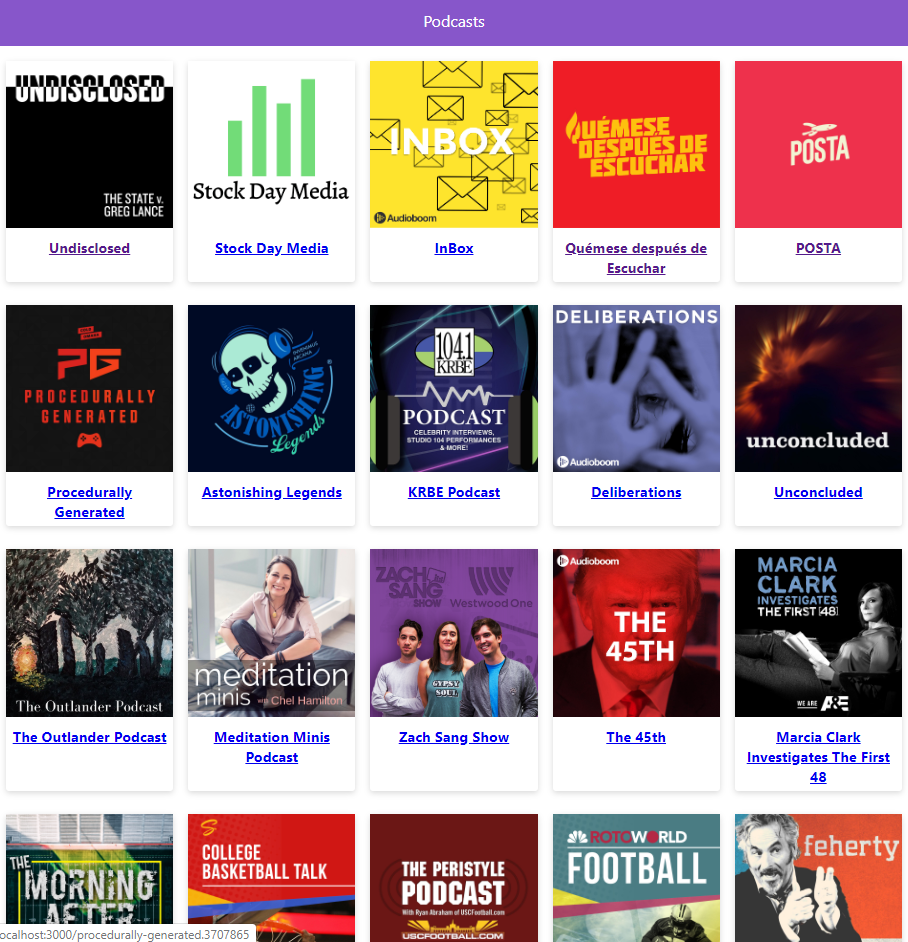 Podcasts
UNDISCLOSED
THE STATE v.
GREG LANCE
Undisclosed
Stock Day Media
Stock Day Media
INBOX
Audioboom
InBox
QUÉMESE
DESPUÉS DE
ESCUCHAR
Quémese después de
Escuchar
POSTA
POSTA
PG
PROCEDURALLY
GENERATED
Procedurally
Generated
ASTONISHING
Legends
Astonishing Legends
104.1
KRBE
PODCAST
CELEBRITY INTERVIEWS,
STUDIO 104 PERFORMANCES
& MORE!
KRBE Podcast
DELIBERATIONS
Audioboom
Deliberations
unconcluded
Unconcluded
The Outlander Podcast
The Outlander Podcast
meditation
minis with Chel Hamilton
Meditation Minis
Podcast
ZACH
SANG
SHOW
Westwood One
GYPSY
SOUL
Zach Sang Show
Audioboom
THE
45TH
The 45th
MARCIA
CLARK
INVESTIGATES
THE FIRST [48]
WE ARE A&E
Marcia Clark
Investigates The First
48
THE
MORNING
AFTER
COLLEGE
BASKETBALL TALK
THE PERISTYLE
PODCAST
With Ryan Abraham of USCFootball.com
USCFOOTBALL.COM
ROTOWORLD
FOOTBALL
feherty
ocalhost:3000/procedurally-generated.3707865